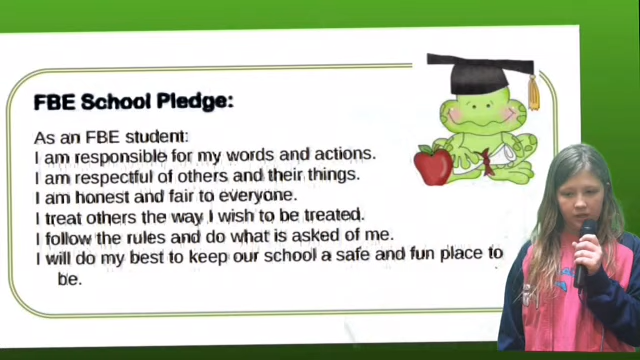 FBE School Pledge:
As an FBE student:
I am responsible for my words and actions.
I am respectful of others and their things.
I am honest and fair to everyone.
I treat others the way I wish to be treated.
I follow the rules and do what is asked of me.
I will do my best to keep our school a safe and fun place to
be.